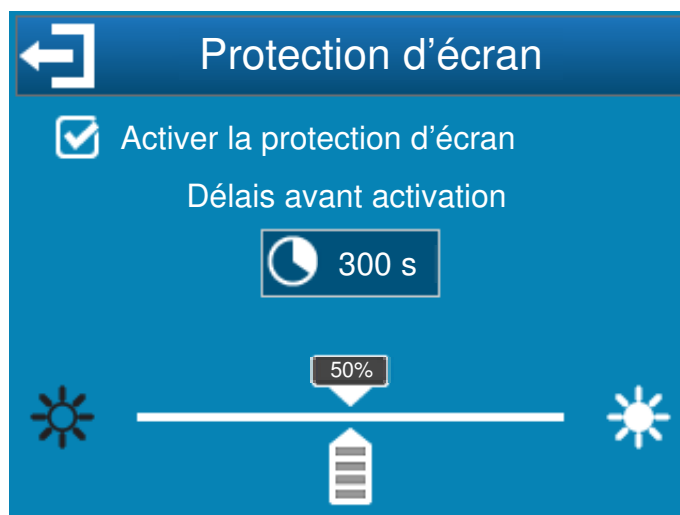 Protection d'écran
Activer la protection d'écran
Délais avant activation
300 s
50%